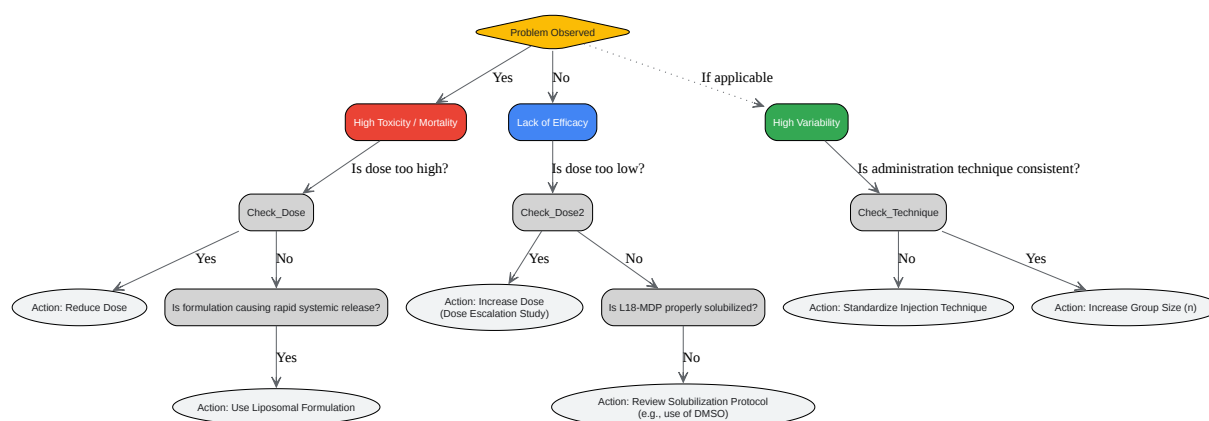 Problem Observed
Yes
No
If applicable
High Toxicity / Mortality
Lack of Efficacy
High Variability
Is dose too high?
Is dose too low?
Is administration technique consistent?
Check_Dose
Check_Dose2
Check_Technique
Yes
No
Yes
No
No
Yes
Action: Reduce Dose
Is formulation causing rapid systemic release?
Action: Increase Dose
(Dose Escalation Study)
Is L18-MDP properly solubilized?
Action: Standardize Injection Technique
Action: Increase Group Size (n)
Yes
No
Action: Use Liposomal Formulation
Action: Review Solubilization Protocol
(e.g., use of DMSO)